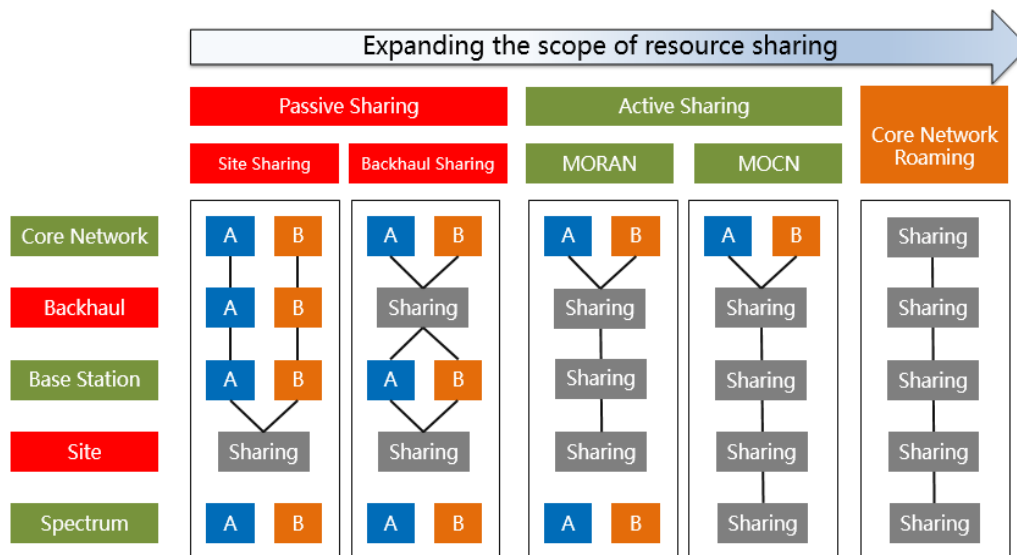 Expanding the scope of resource sharing
Passive Sharing
Active Sharing
Core Network
Roaming
Site Sharing
Backhaul Sharing
MORAN
MOCN
Core Network
A B A B A B A B Sharing
Backhaul
A B Sharing Sharing Sharing Sharing
Base Station
A B A B Sharing Sharing Sharing
Site
Sharing Sharing Sharing Sharing Sharing
Spectrum
A B A B A B Sharing Sharing